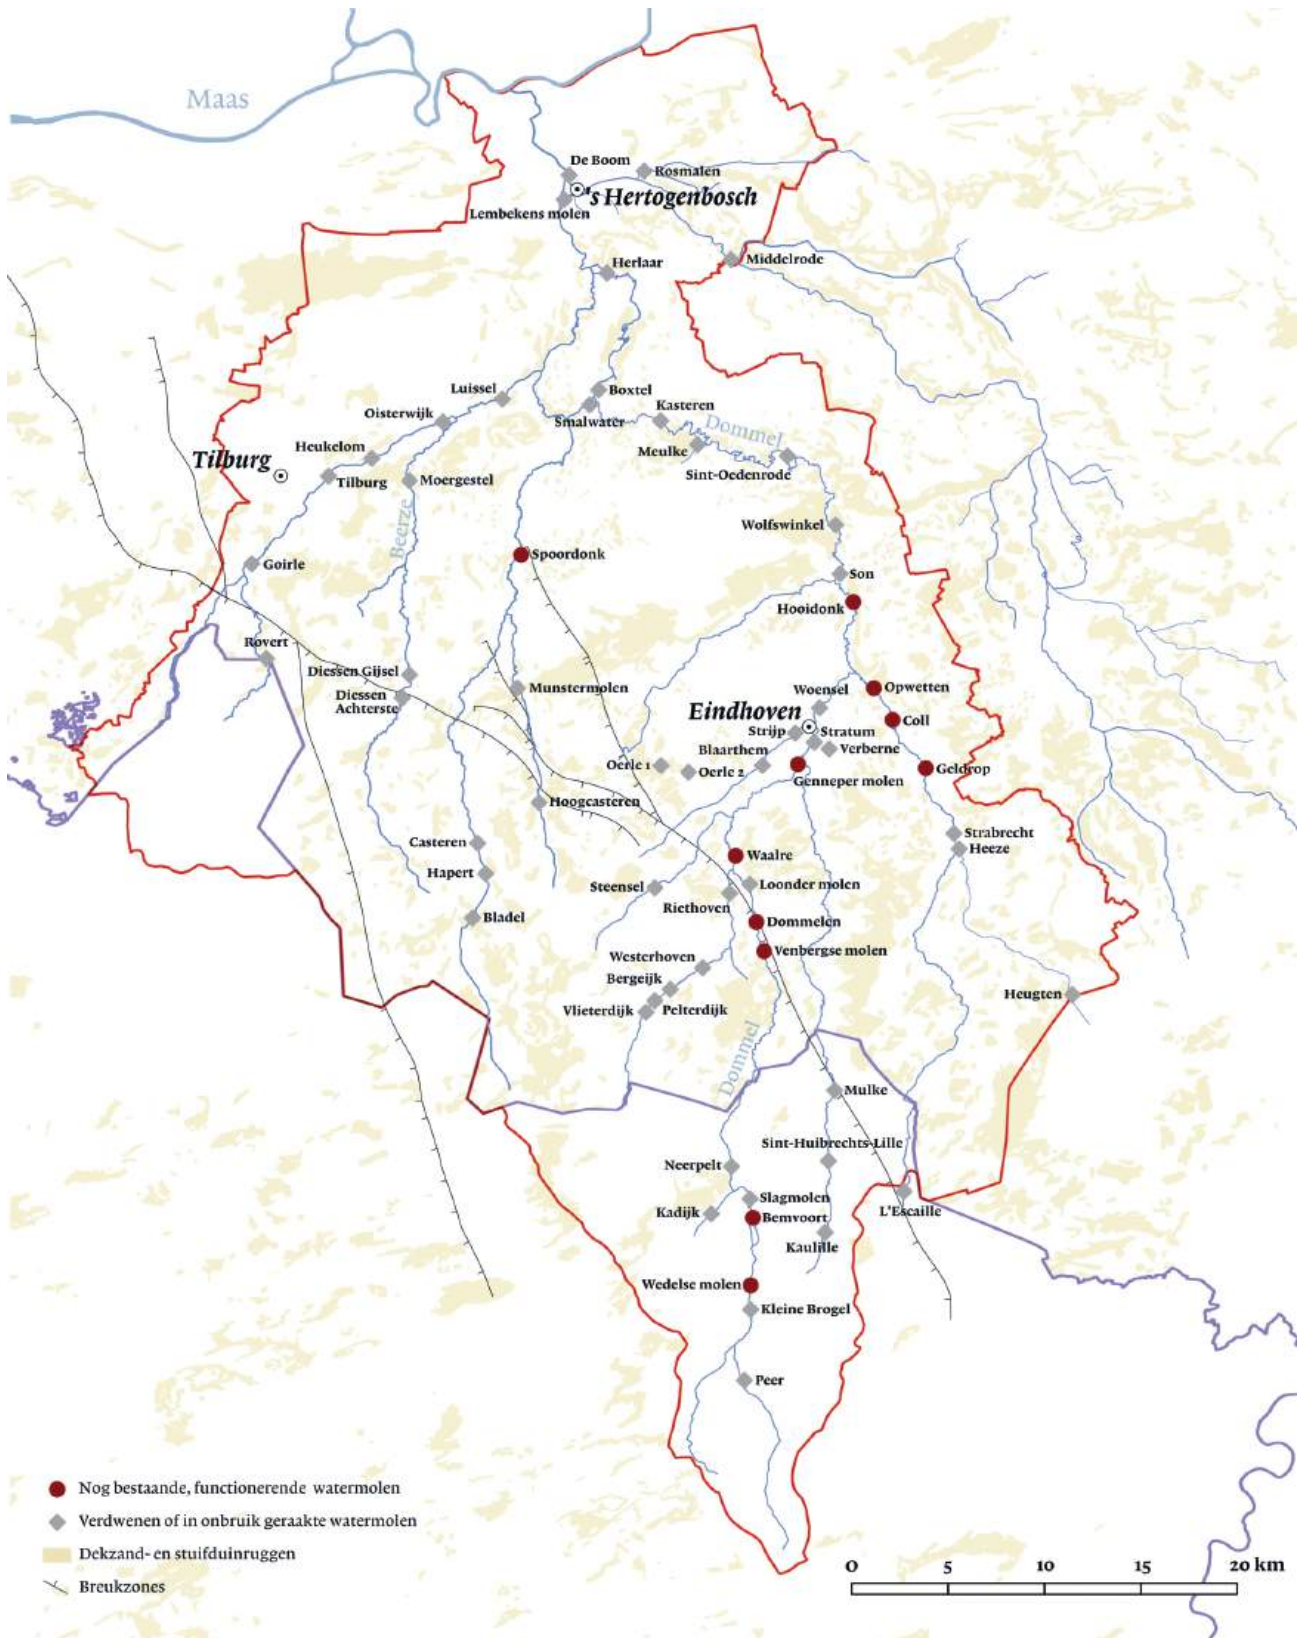 Maas
De Boom
Rosmalen
's Hertogenbosch
Lembekens molen
Herlaar
Middelrode
Luissel
Boxtel
Oisterwijk
Kasteren
Smalwater
Dommel
Heukelom
Meulke
Tilburg
Tilburg
Moergestel
Sint-Oedenrode
Beerze
Wolfswinkel
Spoordonk
Goirle
Son
Hooidonk
Rovert
Diessen Gijsel
Munstermolen
Woensel
Opwetten
Diessen
Achterste
Eindhoven
Coll
Strijp
Stratum
Blaarthem
Verberne
Oerle 1
Oerle 2
Genneper molen
Geldrop
Hoogcasteren
Casteren
Strabrecht
Heeze
Waalre
Hapert
Steensel
Loonder molen
Riethoven
Bladel
Dommelen
Venbergse molen
Westerhoven
Bergeijk
Heugten
Vlieterdijk
Pelterdijk
Dommel
Mulke
Sint-Huibrechts-Lille
Neerpelt
Slagmolen
Kadijk
Bemvoort
L'Escaille
Kaulille
Wedelse molen
Kleine Brogel
Peer
Nog bestaande, functionerende watermolen
Verdwenen of in onbruik geraakte watermolen
Dekzand- en stuifduinruggen
Breukzones
0 5 10 15 20 km